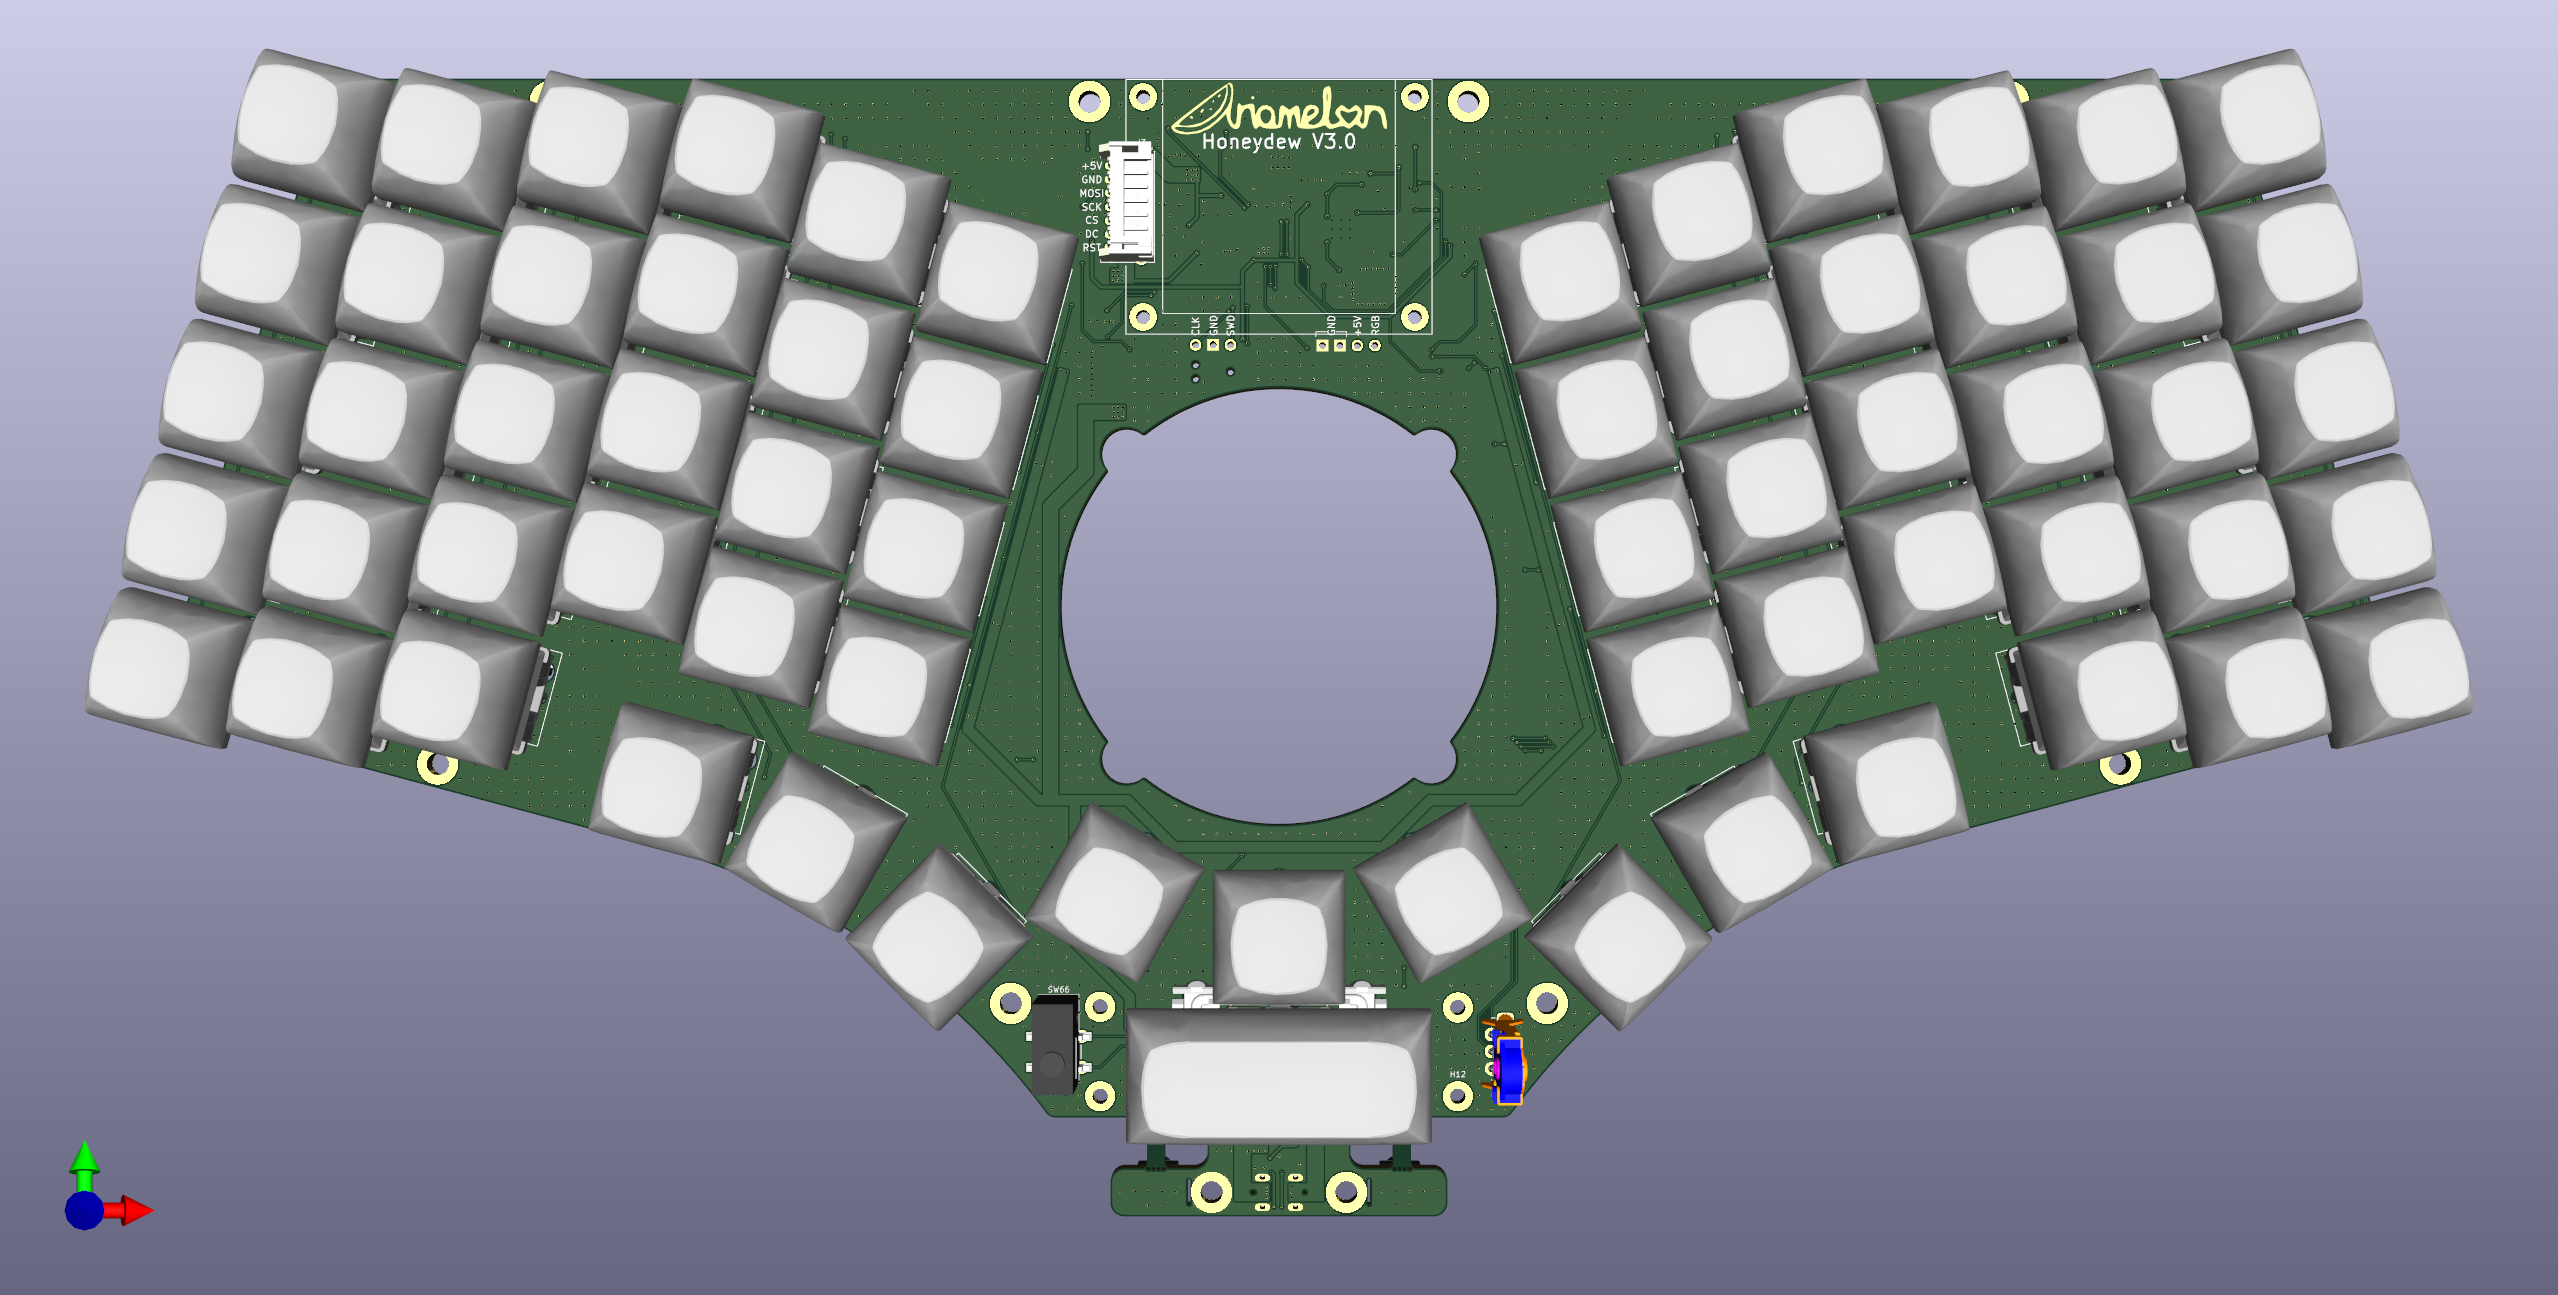 Ariamelon
Honeydew V3.0
+5V
GND
MOSI
SCK
CS
DC
RST
CLK
GND
SWD
GND
+5V
RGB
SW66
H12